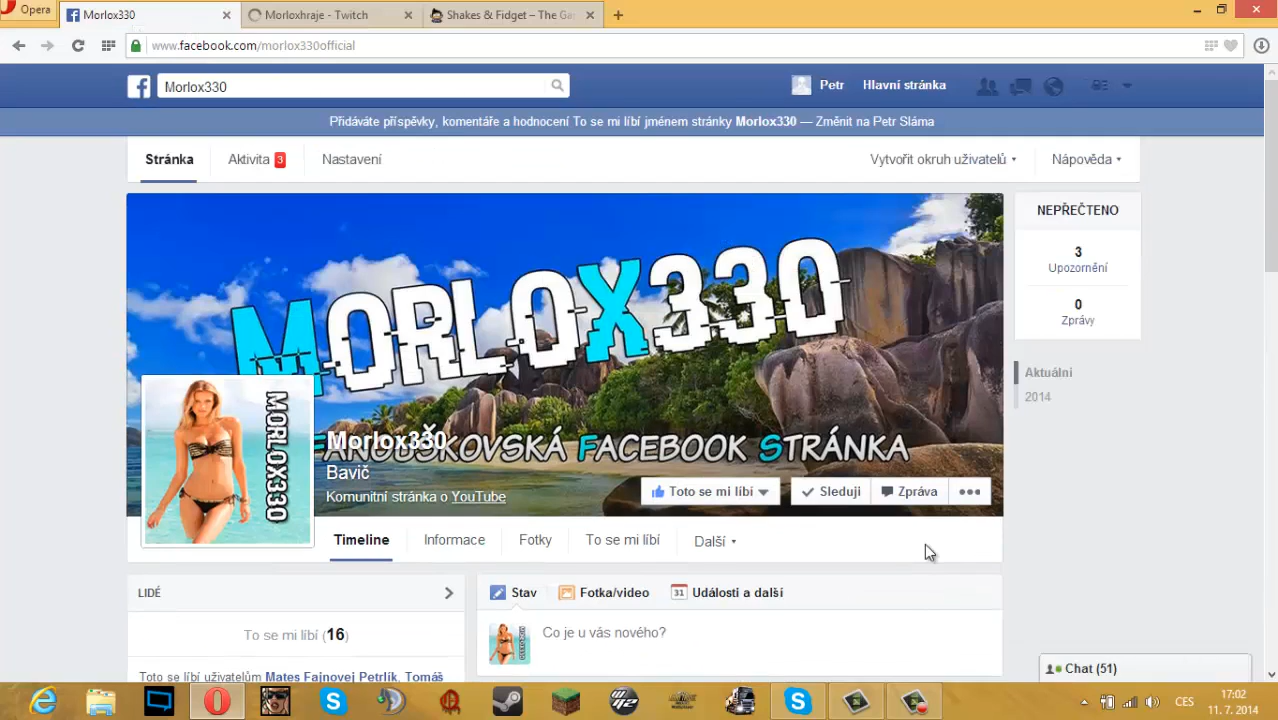 Opera
Morlox330
Morloxhraje - Twitch
Shakes & Fidget – The Ga
www.facebook.com/morlox330official
Morlox330
Petr
Hlavní stránka
Přidáváte příspěvky, komentáře a hodnocení To se mi líbí jménem stránky Morlox330 — Změnit na Petr Sláma
Stránka
Aktivita 3
Nastavení
Vytvořit okruh uživatelů
Nápověda
NEPŘEČTENO
3
Upozornění
0
Zprávy
Aktuální
2014
MORLOX330
FANOUŠKOVSKÁ FACEBOOK STRÁNKA
MORLOX330
Morlox330
Bavič
Komunitní stránka o YouTube
Toto se mi líbí
Sleduji
Zpráva
Timeline
Informace
Fotky
To se mi líbí
Další
LIDÉ
To se mi líbí (16)
Toto se líbí uživatelům Mates Fajnovej Petrlík, Tomáš
Stav
Fotka/video
31
Události a další
Co je u vás nového?
Chat (51)
CES
17:02
11. 7. 2014